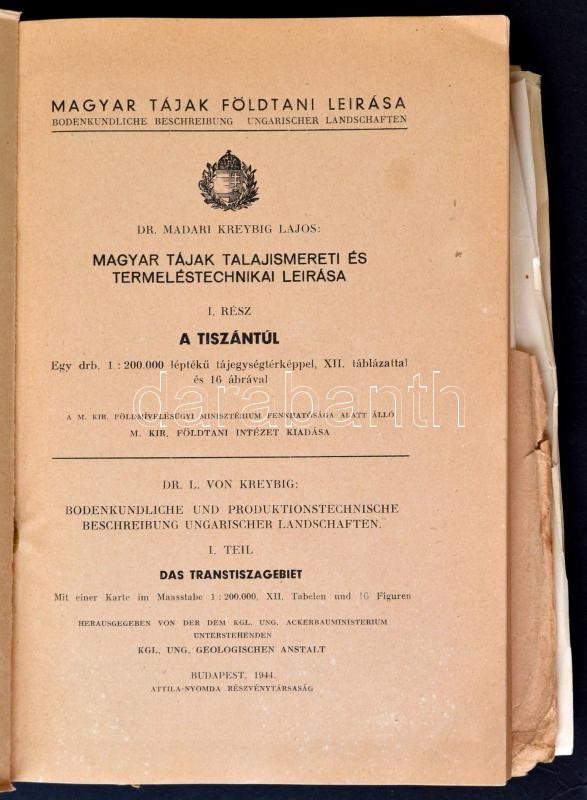 MAGYAR TÁJAK FÖLDTANI LEIRÁSA
BODENKUNDLICHE BESCHREIBUNG UNGARISCHER LANDSCHAFTEN
DR. MADARI KREYBIG LAJOS:
MAGYAR TÁJAK TALAJISMERETI ÉS
TERMELÉSTECHNIKAI LEIRÁSA
I. RÉSZ
A TISZÁNTÚL
Egy drb. 1 : 200.000 léptékű tájegységtérképpel, XII. táblázattal
és 16 ábrával
darabanth
A M. KIR. FÖLDMÍVELÉSÜGYI MINISZTÉRIUM FENNHATÓSÁGA ALATT ÁLLÓ
M. KIR. FÖLDTANI INTÉZET KIADÁSA
DR. L. VON KREYBIG:
BODENKUNDLICHE UND PRODUKTIONSTECHNISCHE
BESCHREIBUNG UNGARISCHER LANDSCHAFTEN.
I. TEIL
DAS TRANSTISZAGEBIET
Mit einer Karte im Maasstabe 1 : 200.000, XII. Tabelen und 16 Figuren
HERAUSGEGEBEN VON DER DEM KGL. UNG. ACKERBAUMINISTERIUM
UNTERSTEHENDEN
KGL. UNG. GEOLOGISCHEN ANSTALT
BUDAPEST, 1944.
ATTILA-NYOMDA RÉSZVÉNYTÁRSASÁG